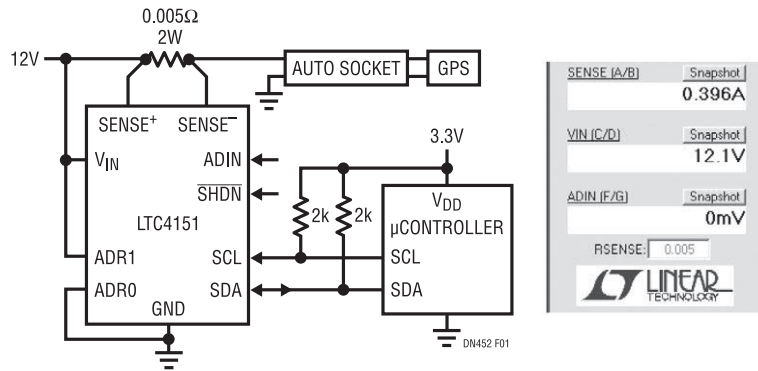 0.005Ω
2W
12V
AUTO SOCKET
GPS
SENSE+ SENSE–
VIN
ADIN
SHDN
LTC4151
ADR1
SCL
ADR0
SDA
GND
3.3V
2k
2k
VDD
µCONTROLLER
SCL
SDA
DN452 F01
SENSE (A/B) Snapshot
0.396A
VIN (C/D) Snapshot
12.1V
ADIN (F/G) Snapshot
0mV
RSENSE: 0.005
LINEAR
TECHNOLOGY